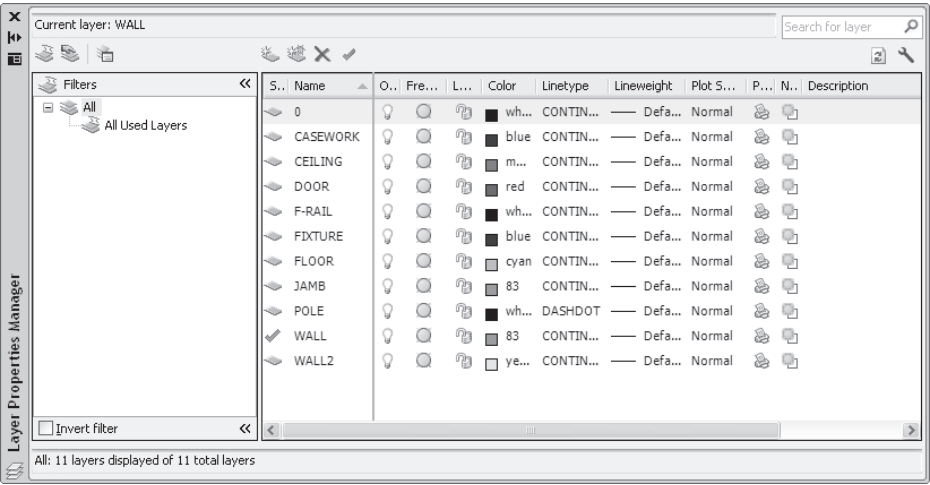 Current layer: WALL
Search for layer
Filters
All
All Used Layers
Invert filter
S.. Name O.. Fre... L... Color Linetype Lineweight Plot S... P... N.. Description
0 wh... CONTIN... Defa... Normal
CASEWORK blue CONTIN... Defa... Normal
CEILING m... CONTIN... Defa... Normal
DOOR red CONTIN... Defa... Normal
F-RAIL wh... CONTIN... Defa... Normal
FIXTURE blue CONTIN... Defa... Normal
FLOOR cyan CONTIN... Defa... Normal
JAMB 83 CONTIN... Defa... Normal
POLE wh... DASHDOT Defa... Normal
WALL 83 CONTIN... Defa... Normal
WALL2 ye... CONTIN... Defa... Normal
All: 11 layers displayed of 11 total layers
Layer Properties Manager